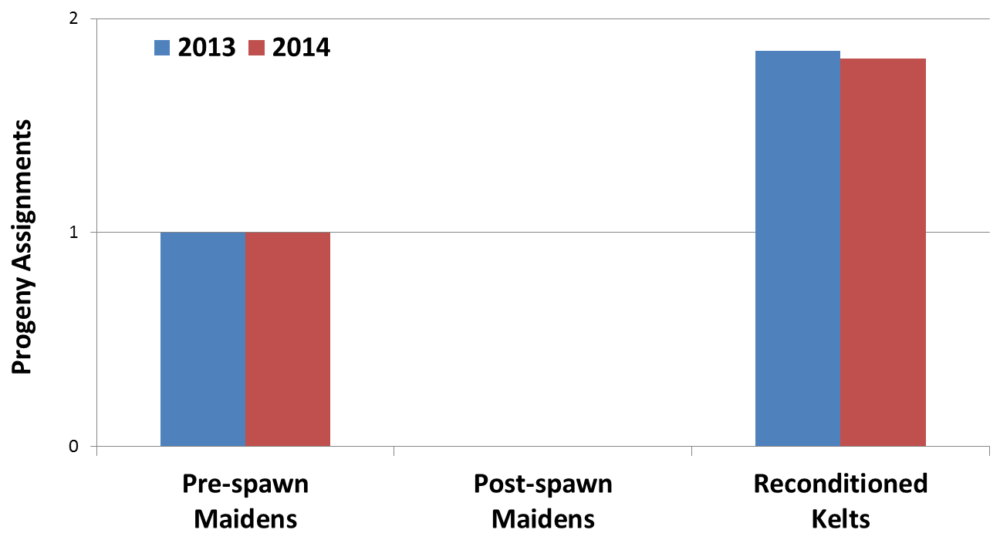 2
2013 2014
Progeny Assignments
1
0
Pre-spawn
Maidens
Post-spawn
Maidens
Reconditioned
Kelts